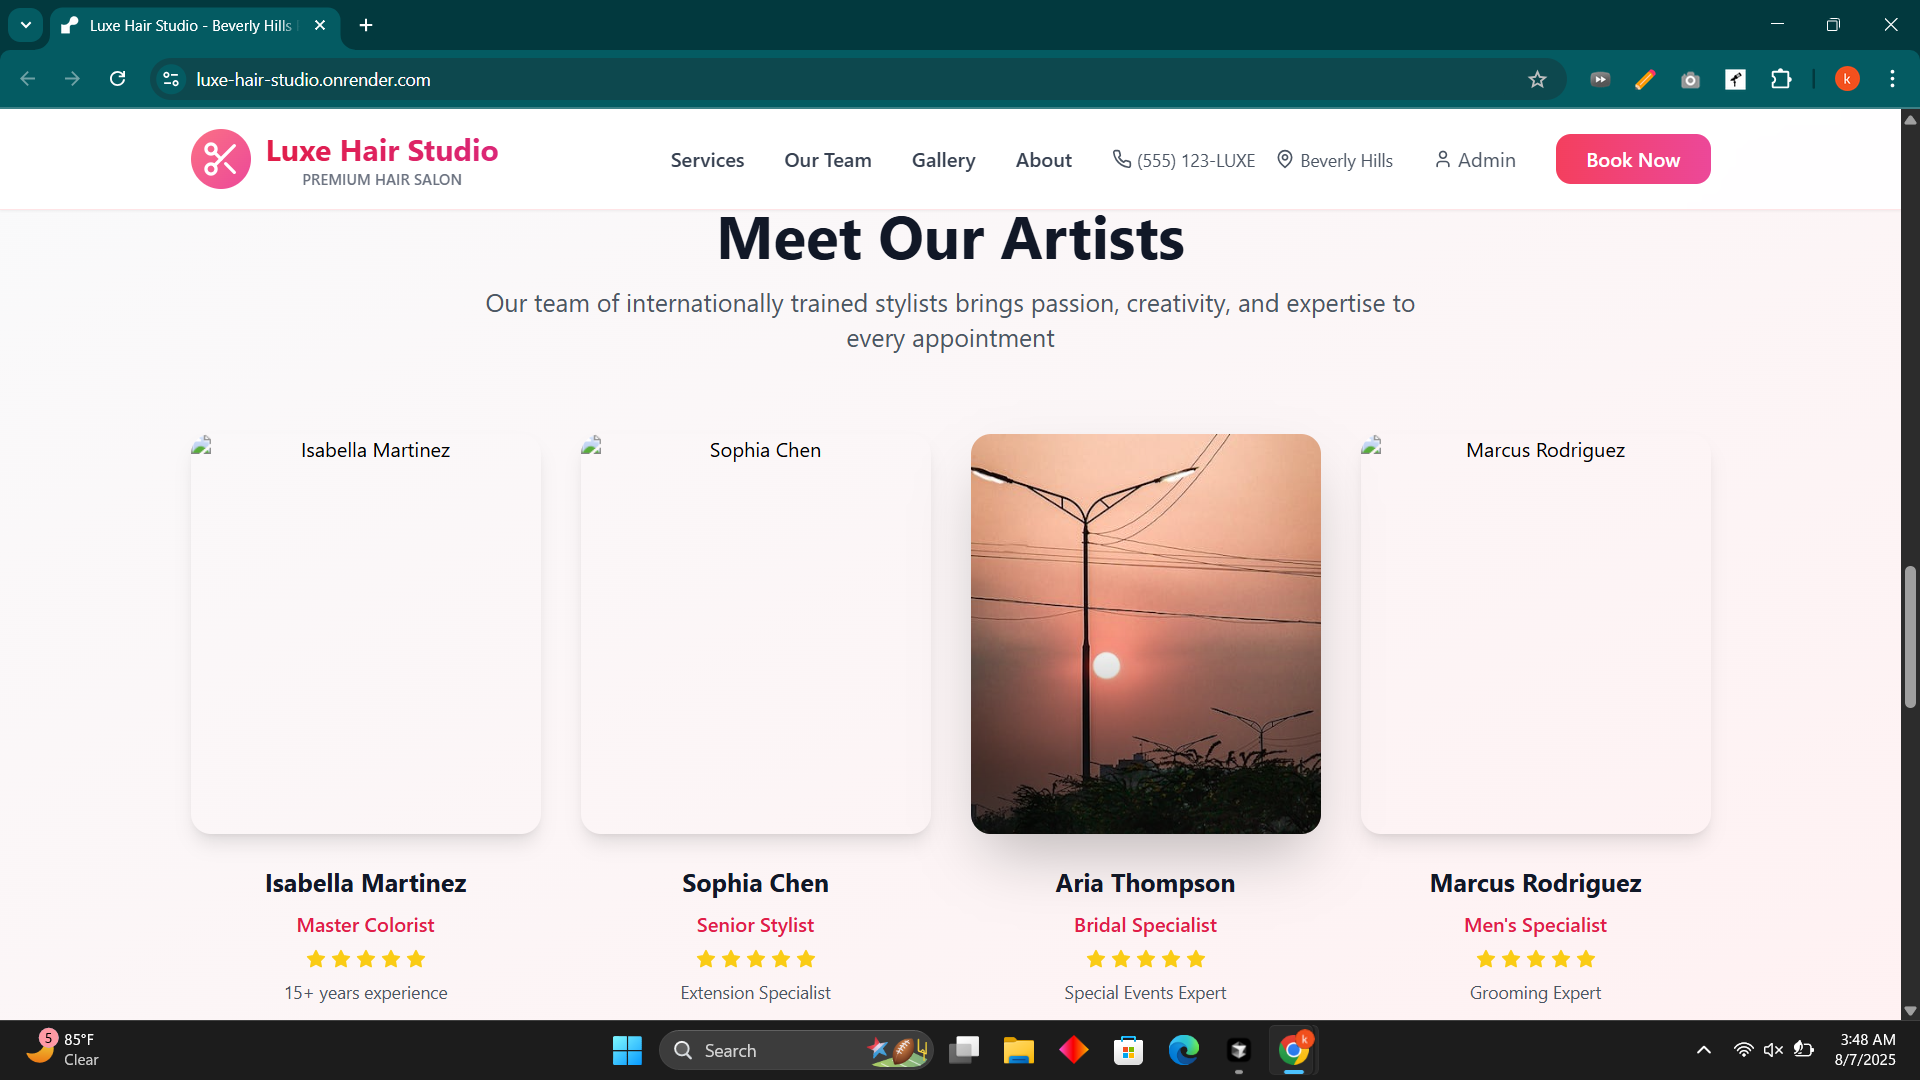 Luxe Hair Studio - Beverly Hills
luxe-hair-studio.onrender.com
k
Luxe Hair Studio
PREMIUM HAIR SALON
Services
Our Team
Gallery
About
(555) 123-LUXE
Beverly Hills
Admin
Book Now
Meet Our Artists
Our team of internationally trained stylists brings passion, creativity, and expertise to
every appointment
Isabella Martinez
Sophia Chen
Marcus Rodriguez
Isabella Martinez
Sophia Chen
Aria Thompson
Marcus Rodriguez
Master Colorist
Senior Stylist
Bridal Specialist
Men's Specialist
15+ years experience
Extension Specialist
Special Events Expert
Grooming Expert
5
85°F
Clear
Search
k
3:48 AM
8/7/2025